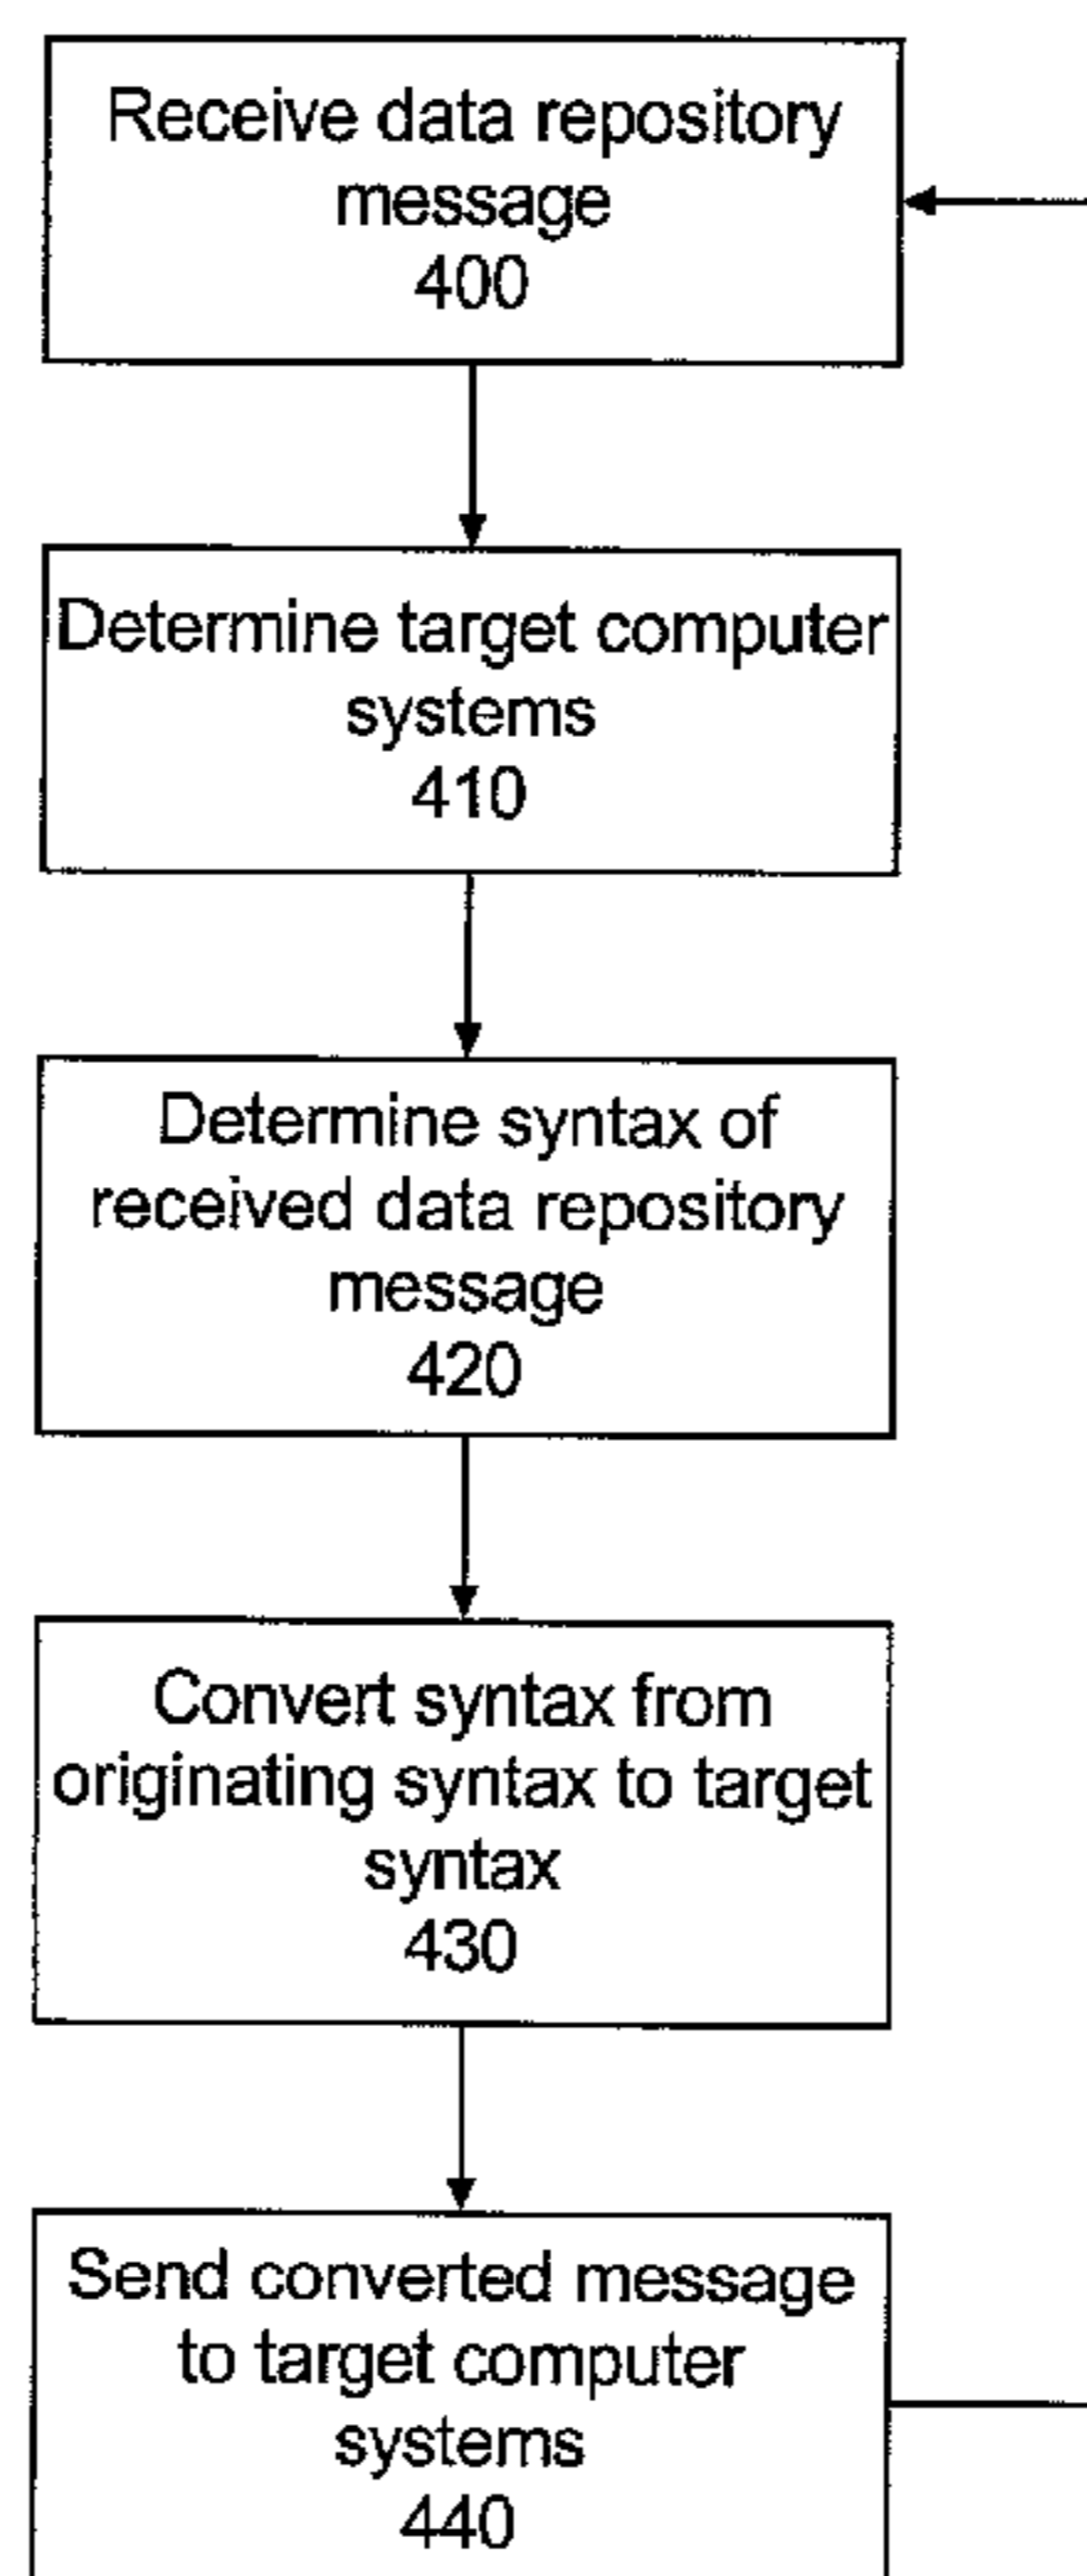 Receive data repository
message
400
Determine target computer
systems
410
Determine syntax of
received data repository
message
420
Convert syntax from
originating syntax to target
syntax
430
Send converted message
to target computer
systems
440